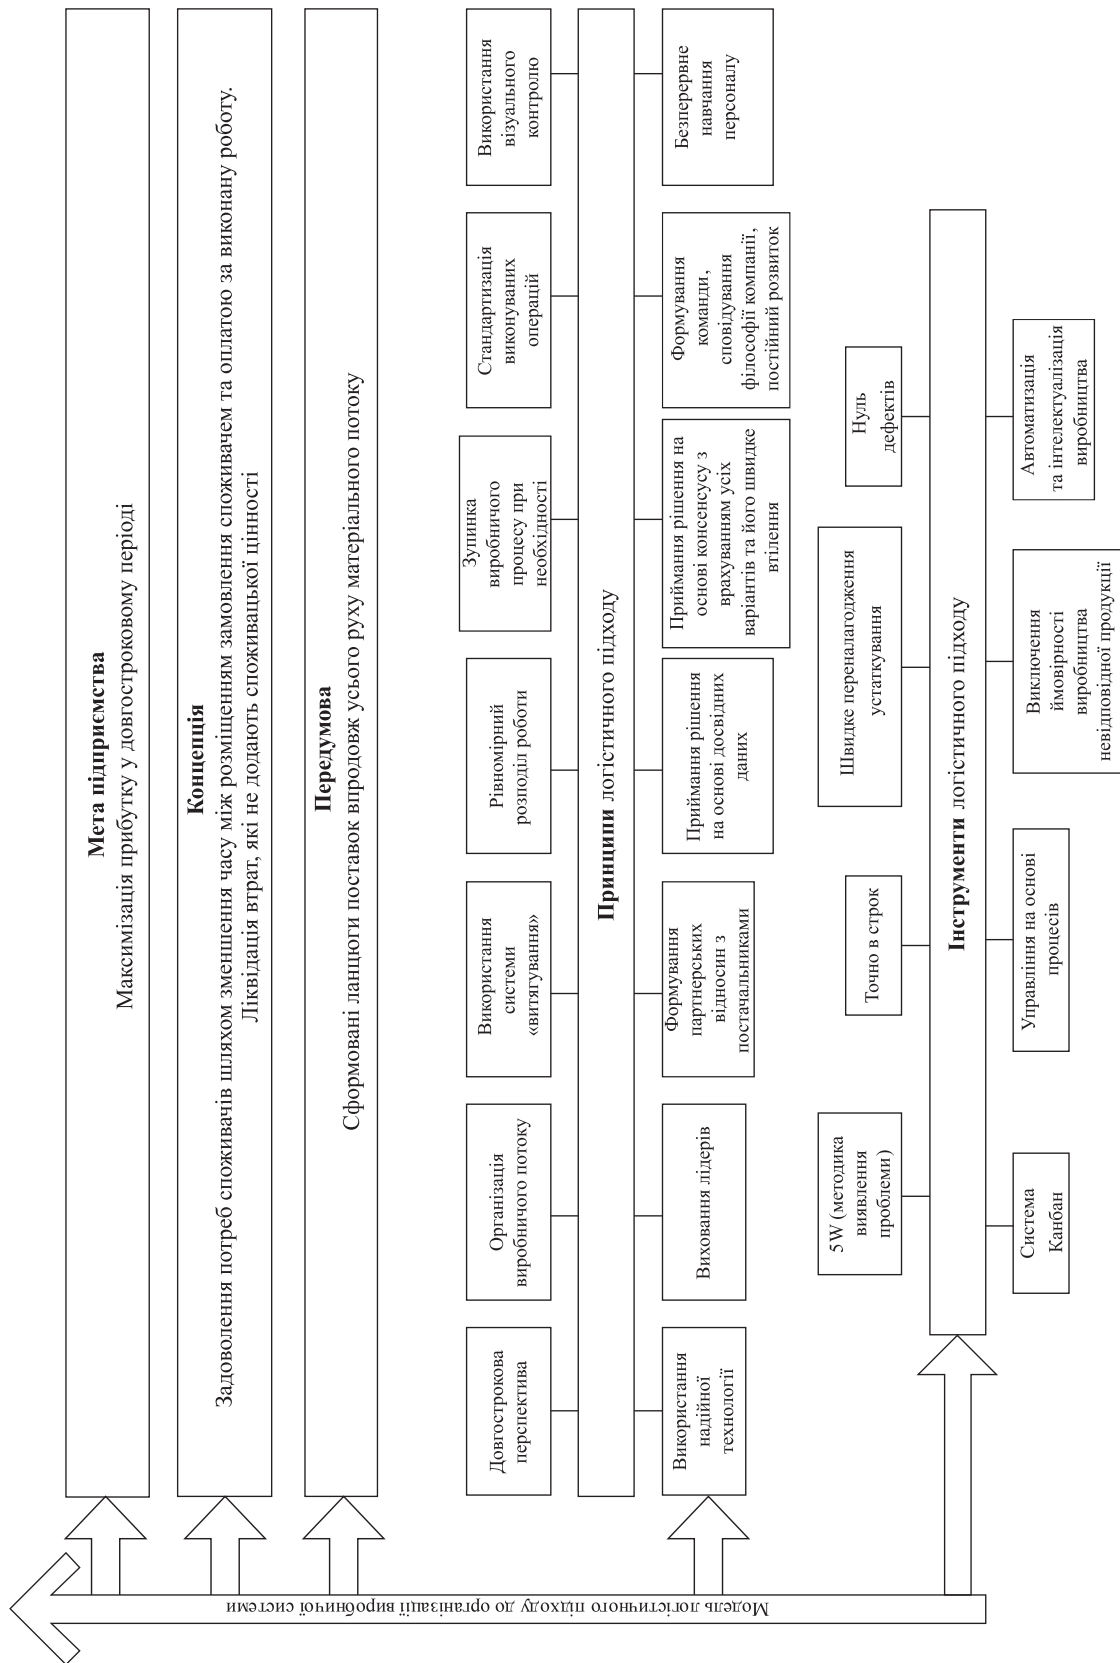 Модель логістичного підходу до організації виробничої системи
Мета підприємства
Максимізація прибутку у довгостроковому періоді
Концепція
Задоволення потреб споживачів шляхом зменшення часу між розміщенням замовлення споживачем та оплатою за виконану роботу.
Ліквідація втрат, які не додають споживацької цінності
Передумова
Сформовані ланцюги поставок впродовж усього руху матеріального потоку
Довгострокова
перспектива
Організація
виробничого потоку
Використання
системи
«витягування»
Рівномірний
розподіл роботи
Зупинка
виробничого
процесу при
необхідності
Стандартизація
виконуваних
операцій
Використання
візуального
контролю
Принципи логістичного підходу
Використання
надійної
технології
Виховання лідерів
Формування
партнерських
відносин з
постачальниками
Приймання рішення
на основі досвідних
даних
Приймання рішення на
основі консенсусу з
врахуванням усіх
варіантів та його швидке
втілення
Формування
команди,
сповідування
філософії компанії,
постійний розвиток
Безперервне
навчання
персоналу
5W (методика
виявлення
проблеми)
Точно в строк
Швидке переналагодження
устаткування
Нуль
дефектів
Інструменти логістичного підходу
Система
Канбан
Управління на основі
процесів
Виключення
ймовірності
виробництва
невідповідної продукції
Автоматизація
та інтелектуалізація
виробництва